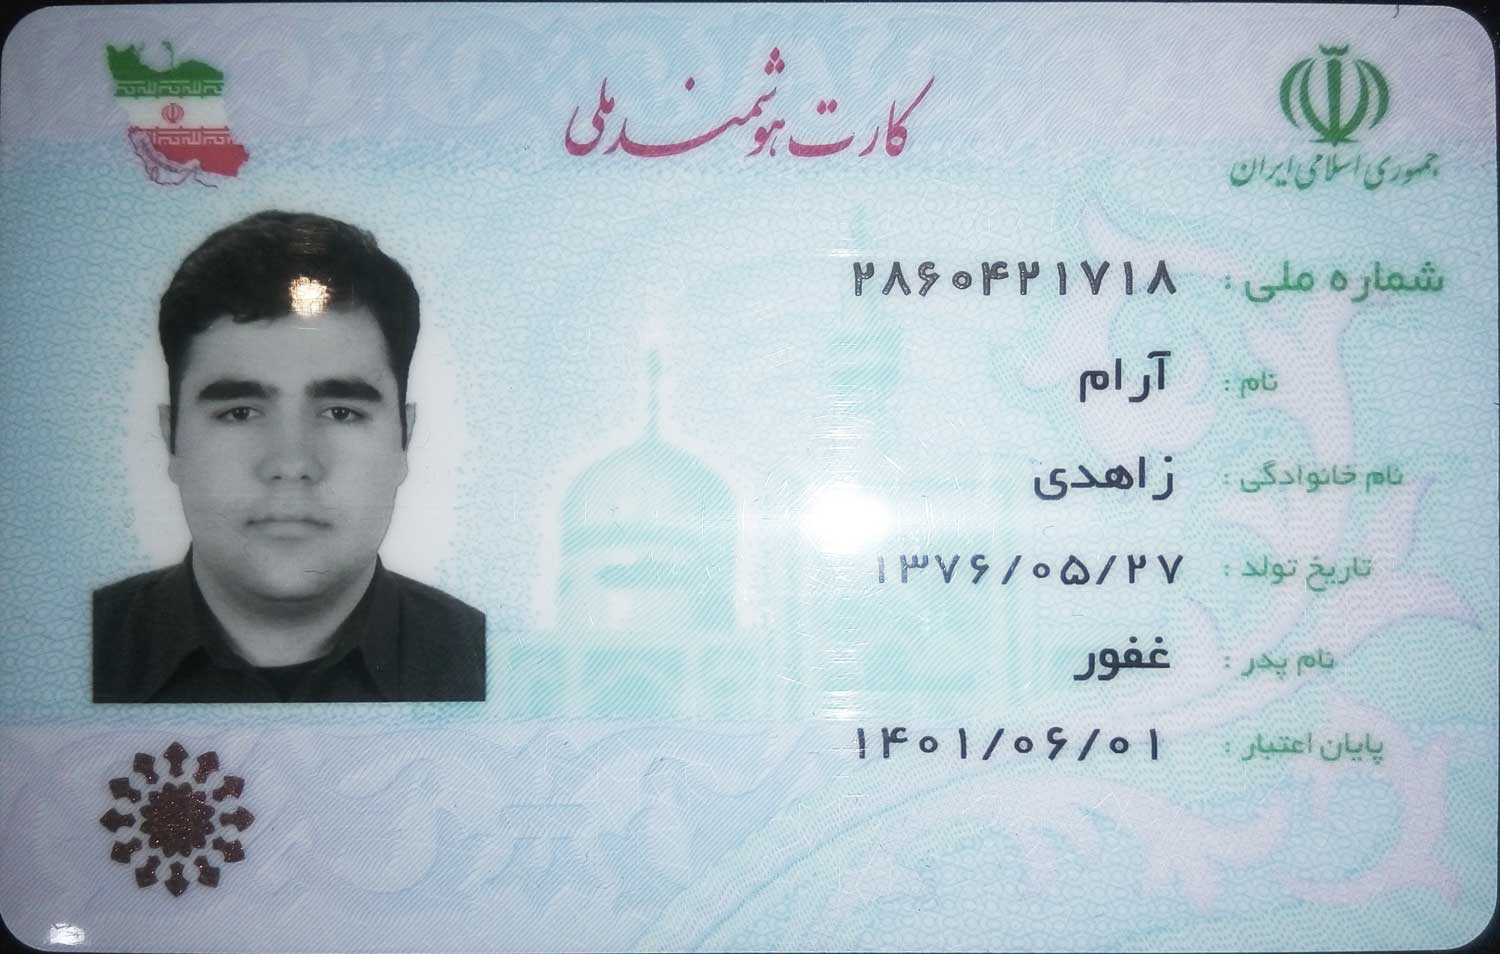 کارت هوشمند ملی
جمهوری اسلامی ایران
شماره ملی : ۲۸۶۰۴۲۱۷۱۸
نام : آرام
نام خانوادگی : زاهدی
تاریخ تولد : ۱۳۷۶/۰۵/۲۷
نام پدر : غفور
پایان اعتبار : ۱۴۰۱/۰۶/۰۱